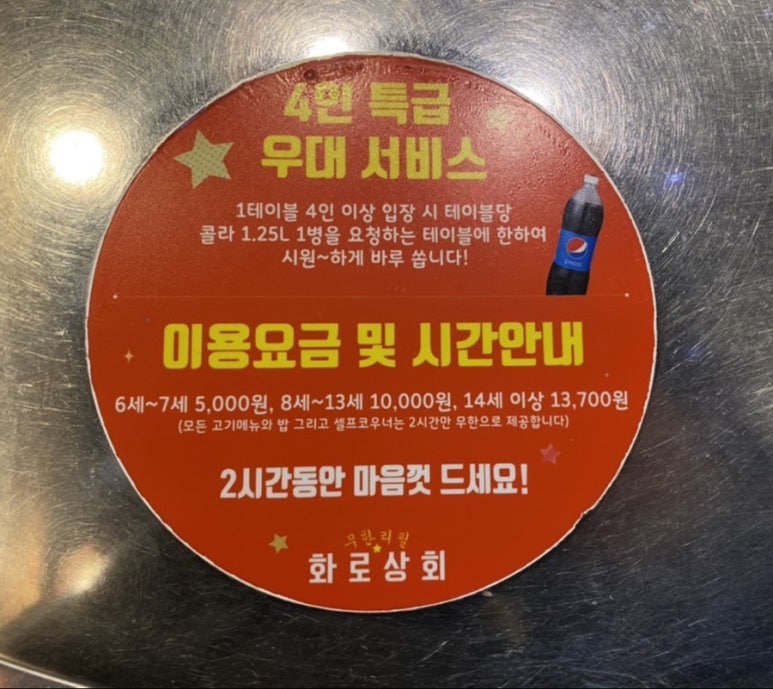 4인 특급
우대 서비스
1테이블 4인 이상 입장 시 테이블당
콜라 1.25L 1병을 요청하는 테이블에 한하여
시원~하게 바루 쏩니다!
pepsi
이용요금 및 시간안내
6세~7세 5,000원, 8세~13세 10,000원, 14세 이상 13,700원
(모든 고기메뉴와 밥 그리고 셀프코우너는 2시간만 무한으로 제공합니다)
2시간동안 마음껏 드세요!
무한리필
화로상회